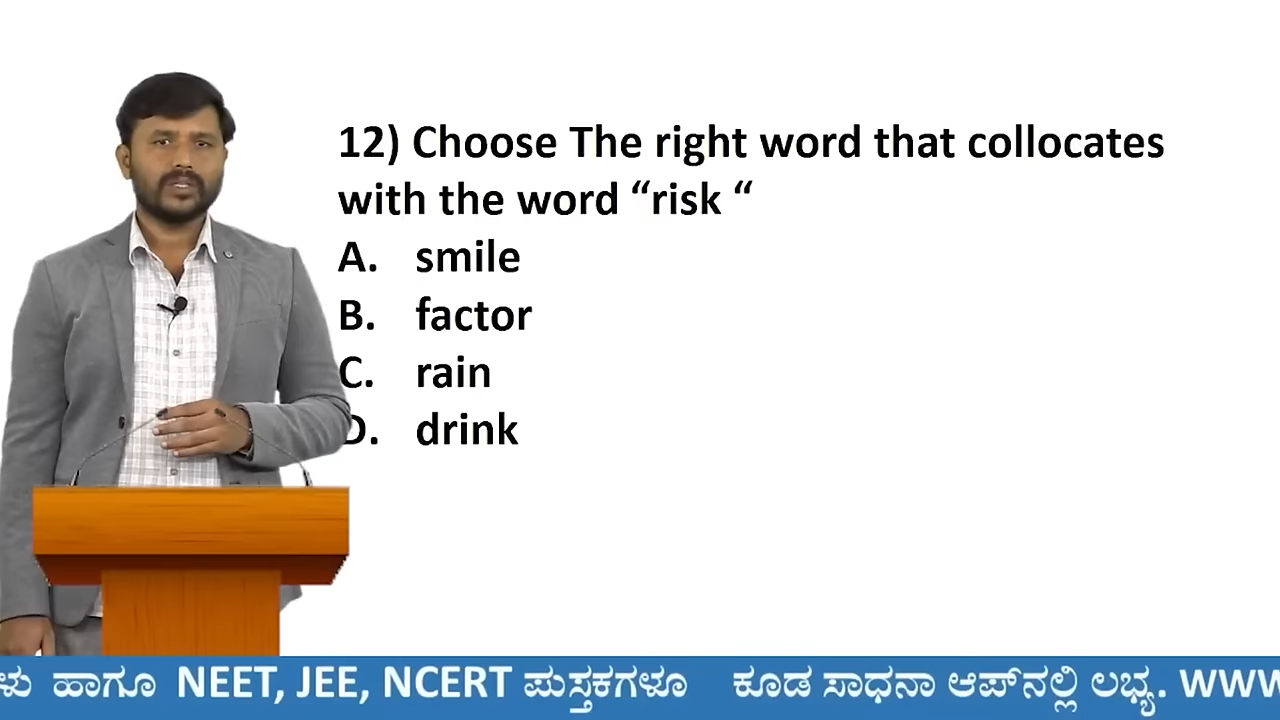 12) Choose The right word that collocates
with the word “risk “
A. smile
B. factor
C. rain
D. drink
ಳು ಹಾಗೂ NEET, JEE, NCERT ಪುಸ್ತಕಗಳೂ ಕೂಡ ಸಾಧನಾ ಆಪ್‌ನಲ್ಲಿ ಲಭ್ಯ. WWW